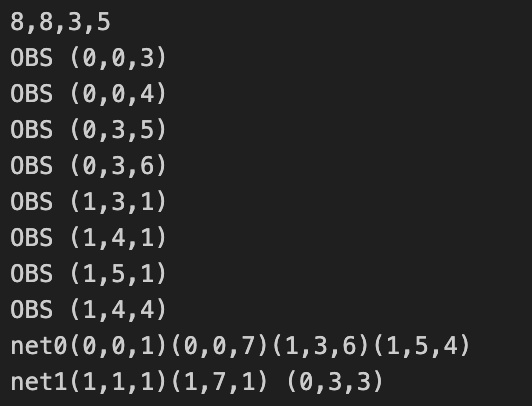 8,8,3,5
OBS (0,0,3)
OBS (0,0,4)
OBS (0,3,5)
OBS (0,3,6)
OBS (1,3,1)
OBS (1,4,1)
OBS (1,5,1)
OBS (1,4,4)
net0(0,0,1)(0,0,7)(1,3,6)(1,5,4)
net1(1,1,1)(1,7,1) (0,3,3)